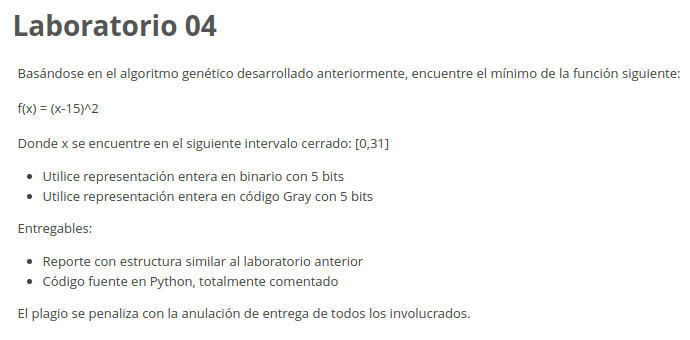 Laboratorio 04
Basándose en el algoritmo genético desarrollado anteriormente, encuentre el mínimo de la función siguiente:
f(x) = (x-15)^2
Donde x se encuentre en el siguiente intervalo cerrado: [0,31]
• Utilice representación entera en binario con 5 bits
• Utilice representación entera en código Gray con 5 bits
Entregables:
• Reporte con estructura similar al laboratorio anterior
• Código fuente en Python, totalmente comentado
El plagio se penaliza con la anulación de entrega de todos los involucrados.